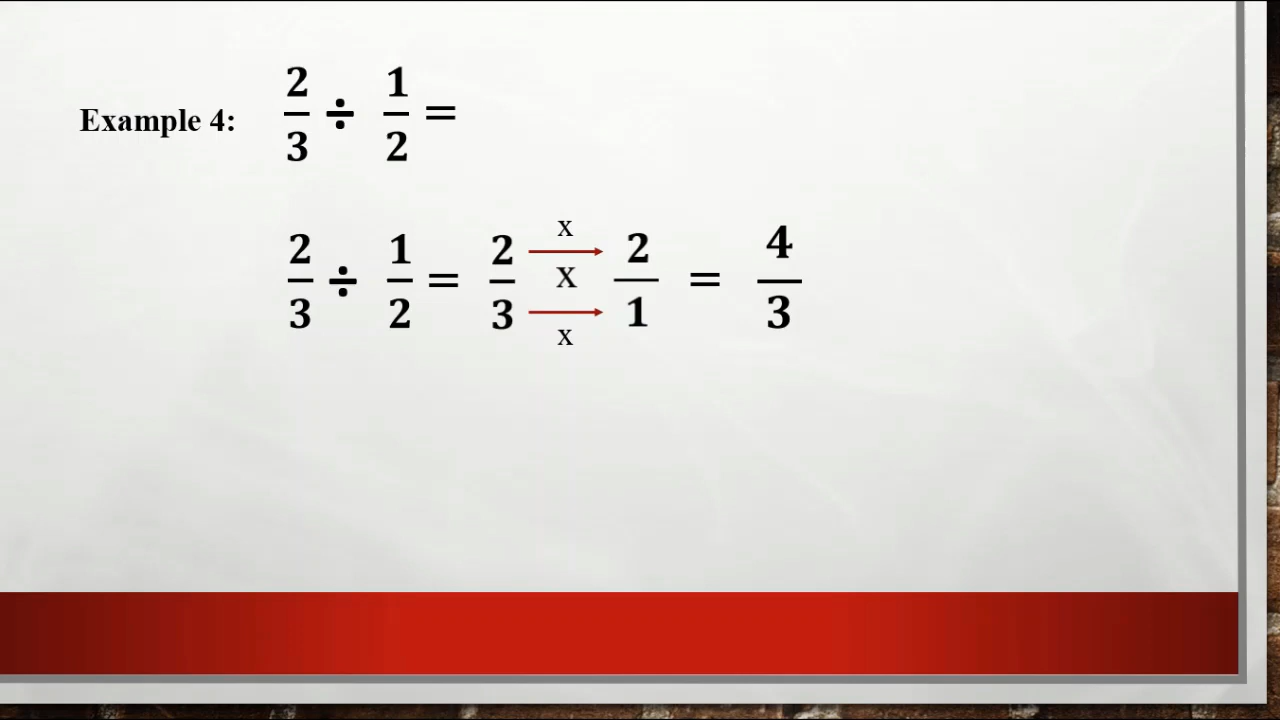 Example 4: 2/3 ÷ 1/2 =
x
2/3 ÷ 1/2 = 2/3 x 2/1 = 4/3
x